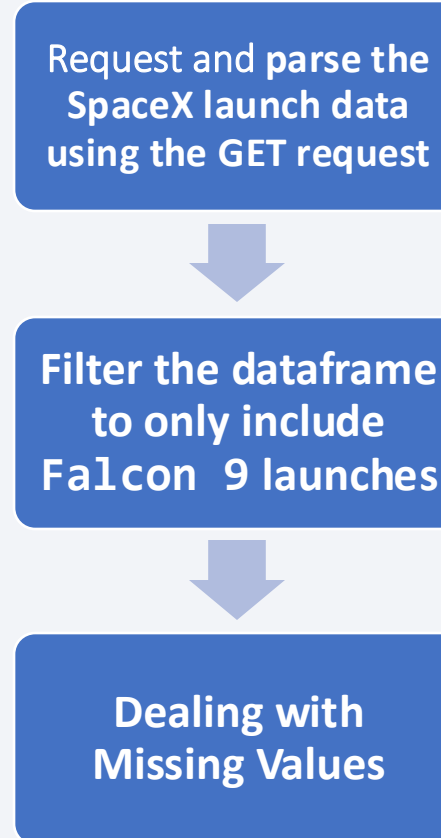 Request and parse the
SpaceX launch data
using the GET request
Filter the dataframe
to only include
Falcon 9 launches
Dealing with
Missing Values